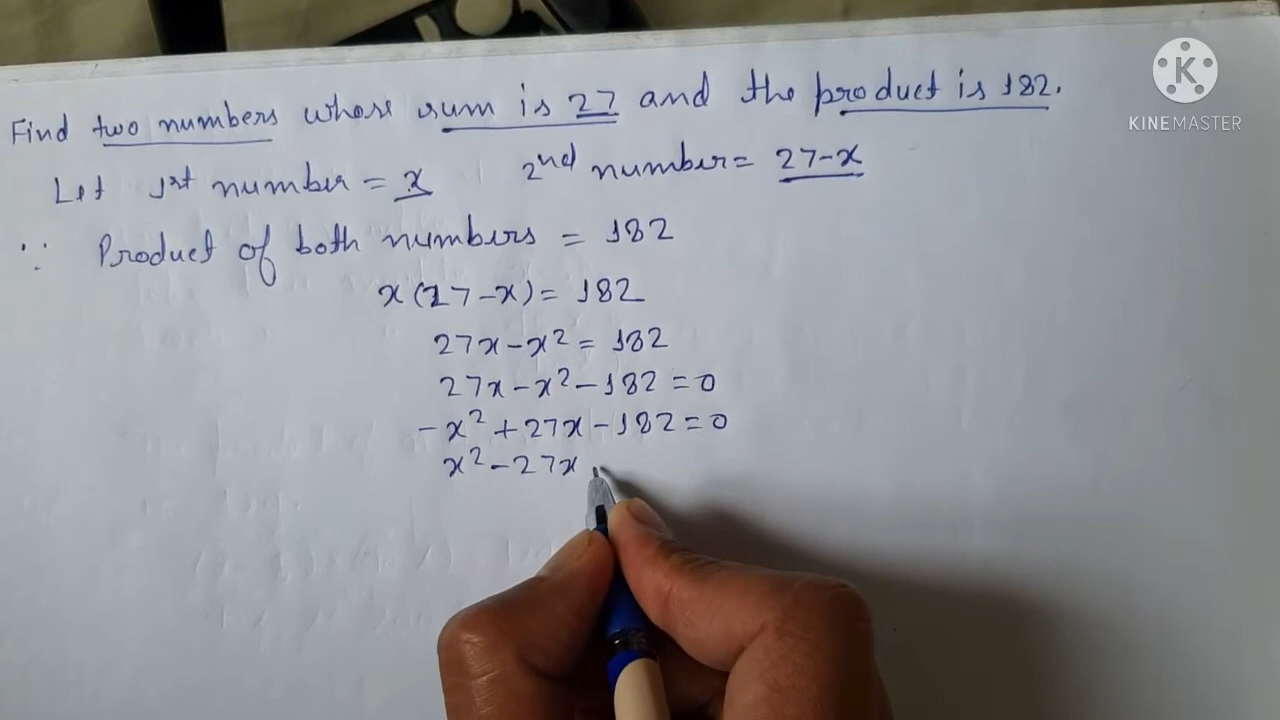 Find two numbers whose sum is 27 and the product is 182.
Let 1st number = x 2nd number = 27-x
∵ Product of both numbers = 182
x(27-x) = 182
27x - x² = 182
27x - x² - 182 = 0
- x² + 27x - 182 = 0
x² - 27x
K
KINEMASTER